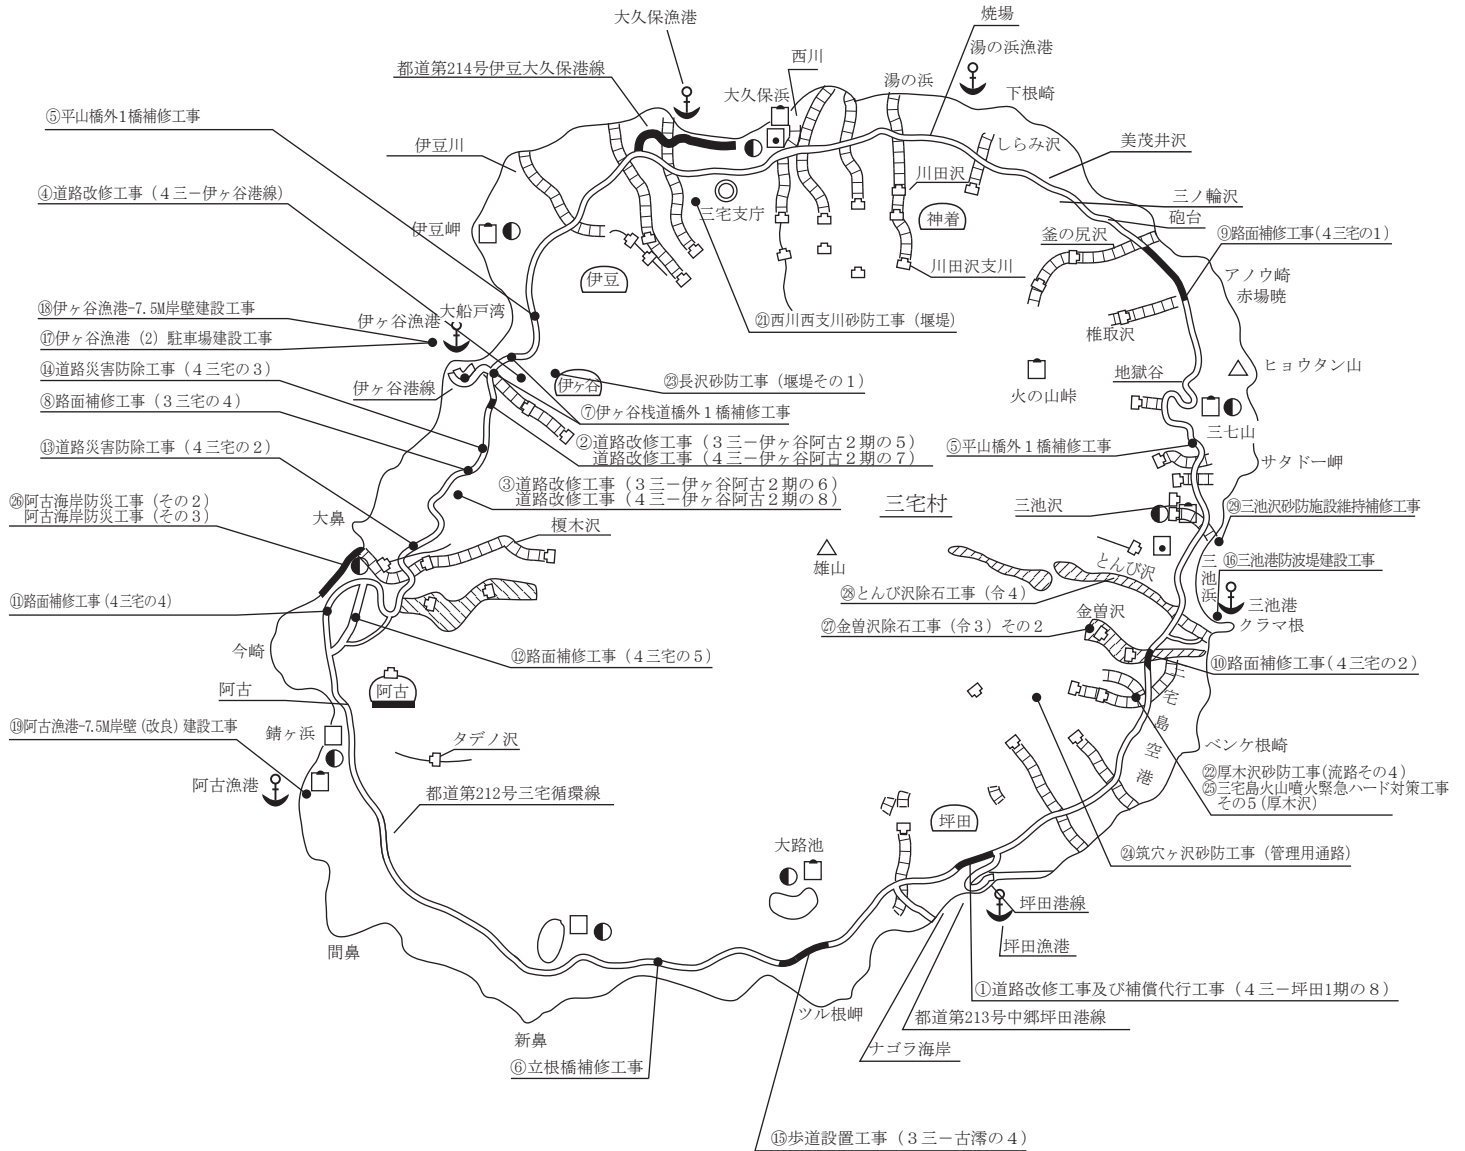 大久保漁港
焼場
湯の浜漁港
西川
都道第214号伊豆大久保港線
大久保浜
湯の浜
下根崎
⑤平山橋外1橋補修工事
伊豆川
しらみ沢
美茂井沢
④道路改修工事（４三－伊ヶ谷港線）
川田沢
三ノ輪沢
三宅支庁
神着
砲台
伊豆岬
釜の尻沢
⑨路面補修工事(４三宅の１)
伊豆
川田沢支川
アノウ崎
赤場暁
⑱伊ヶ谷漁港-7.5M岸壁建設工事
大船戸湾
伊ヶ谷漁港
㉑西川西支川砂防工事（堰堤）
⑰伊ヶ谷漁港（2）駐車場建設工事
椎取沢
⑭道路災害防除工事（４三宅の３）
伊ヶ谷港線
伊ヶ谷
㉓長沢砂防工事（堰堤その１）
火の山峠
地獄谷
ヒョウタン山
⑧路面補修工事（３三宅の４）
⑦伊ヶ谷桟道橋外１橋補修工事
三七山
⑬道路災害防除工事（４三宅の２）
②道路改修工事（３三－伊ヶ谷阿古２期の５）
道路改修工事（４三－伊ヶ谷阿古２期の７）
⑤平山橋外１橋補修工事
サタドー岬
③道路改修工事（３三－伊ヶ谷阿古２期の６）
道路改修工事（４三－伊ヶ谷阿古２期の８）
㉖阿古海岸防災工事（その２）
阿古海岸防災工事（その３）
大鼻
榎木沢
三宅村
三池沢
㉙三池沢砂防施設維持補修工事
雄山
とんび沢
三池浜
⑯三池港防波堤建設工事
㉘とんび沢除石工事（令４）
三池港
⑪路面補修工事(４三宅の4)
㉗金曽沢除石工事（令３）その２
金曽沢
クラマ根
今崎
⑫路面補修工事（４三宅の５）
⑩路面補修工事(４三宅の２)
阿古
阿古
三宅島空港
⑲阿古漁港-7.5M岸壁（改良）建設工事
錆ヶ浜
タデノ沢
ベンケ根崎
阿古漁港
㉒厚木沢砂防工事(流路その４)
㉕三宅島火山噴火緊急ハード対策工事
その５(厚木沢)
都道第212号三宅循環線
坪田
大路池
㉔筑穴ヶ沢砂防工事（管理用通路）
坪田港線
間鼻
坪田漁港
①道路改修工事及び補償代行工事（４三－坪田1期の８）
ツル根岬
都道第213号中郷坪田港線
新鼻
ナゴラ海岸
⑥立根橋補修工事
⑮歩道設置工事（３三－古澪の４）